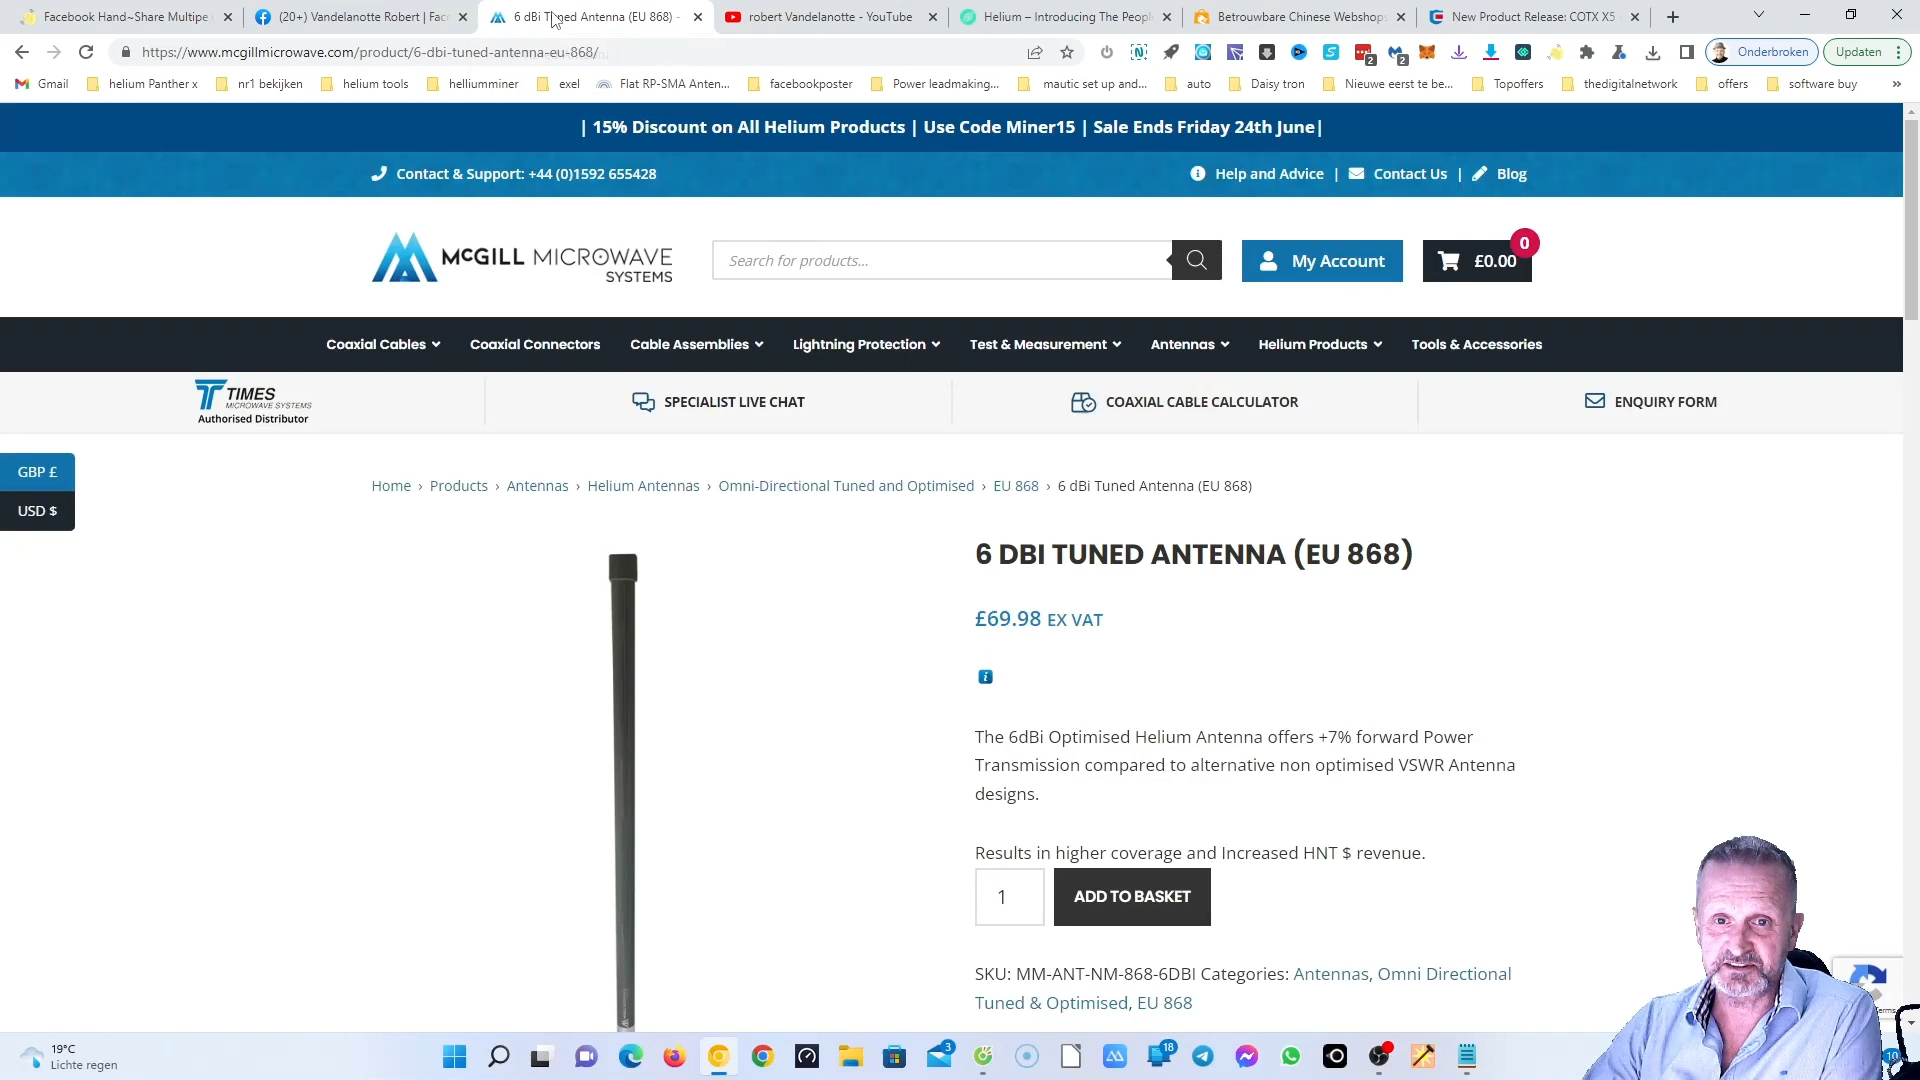 Facebook Hand~Share Multipe
(20+) Vandelanotte Robert | Face
6 dBi Tuned Antenna (EU 868) -
robert Vandelanotte - YouTube
Helium – Introducing The People
Betrouwbare Chinese Webshops
New Product Release: COTX X5
https://www.mcgillmicrowave.com/product/6-dbi-tuned-antenna-eu-868/
2
2
Onderbroken
Updaten
Gmail
helium Panther x
nr1 bekijken
helium tools
helliumminer
exel
Flat RP-SMA Anten...
facebookposter
Power leadmaking...
mautic set up and...
auto
Daisy tron
Nieuwe eerst te be...
Topoffers
thedigitalnetwork
offers
software buy
»
| 15% Discount on All Helium Products | Use Code Miner15 | Sale Ends Friday 24th June|
Contact & Support: +44 (0)1592 655428
Help and Advice |
Contact Us |
Blog
McGILL MICROWAVE
SYSTEMS
Search for products...
My Account
£0.00
0
Coaxial Cables
Coaxial Connectors
Cable Assemblies
Lightning Protection
Test & Measurement
Antennas
Helium Products
Tools & Accessories
TIMES
MICROWAVE SYSTEMS
Authorised Distributor
SPECIALIST LIVE CHAT
COAXIAL CABLE CALCULATOR
ENQUIRY FORM
GBP £
USD $
Home › Products › Antennas › Helium Antennas › Omni-Directional Tuned and Optimised › EU 868 › 6 dBi Tuned Antenna (EU 868)
6 DBI TUNED ANTENNA (EU 868)
£69.98 EX VAT
The 6dBi Optimised Helium Antenna offers +7% forward Power
Transmission compared to alternative non optimised VSWR Antenna
designs.
Results in higher coverage and Increased HNT $ revenue.
1
ADD TO BASKET
SKU: MM-ANT-NM-868-6DBI Categories: Antennas, Omni Directional
Tuned & Optimised, EU 868
19°C
Lichte regen
3
18
10